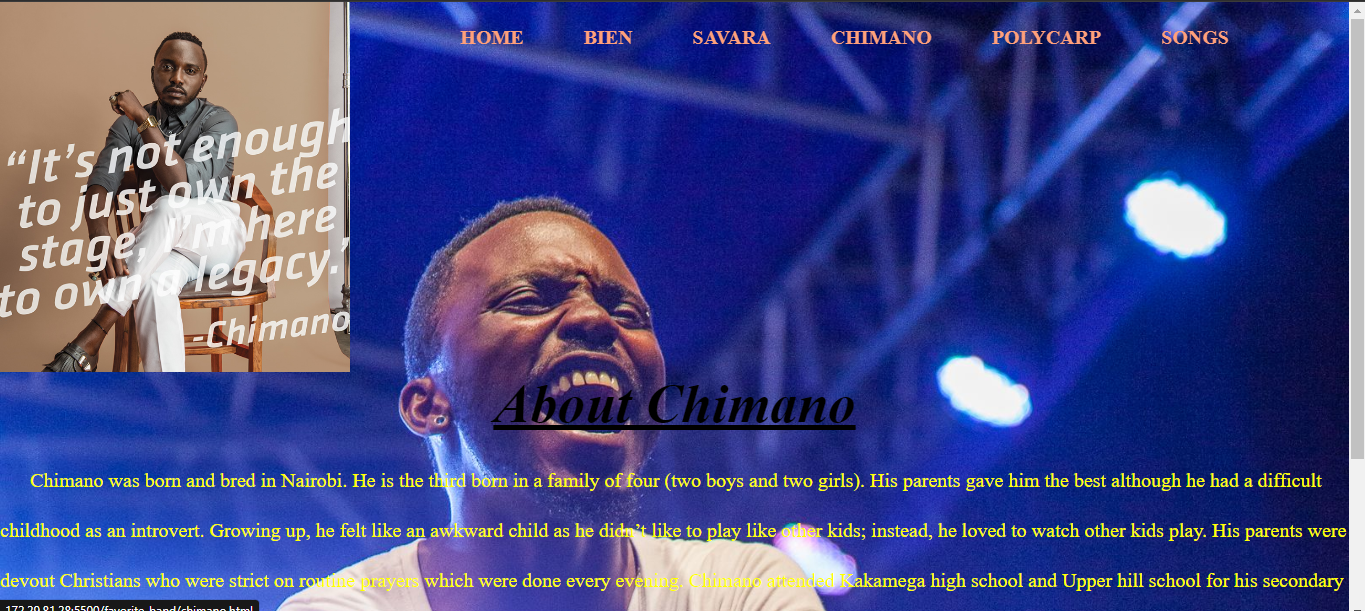 HOME BIEN SAVARA CHIMANO POLYCARP SONGS
“It’s not enough
to just own the
stage, I’m here
to own a legacy.”
-Chimano
About Chimano
Chimano was born and bred in Nairobi. He is the third born in a family of four (two boys and two girls). His parents gave him the best although he had a difficult
childhood as an introvert. Growing up, he felt like an awkward child as he didn’t like to play like other kids; instead, he loved to watch other kids play. His parents were
devout Christians who were strict on routine prayers which were done every evening. Chimano attended Kakamega high school and Upper hill school for his secondary
172.29.81.28:5500/favorite-band/chimano.html